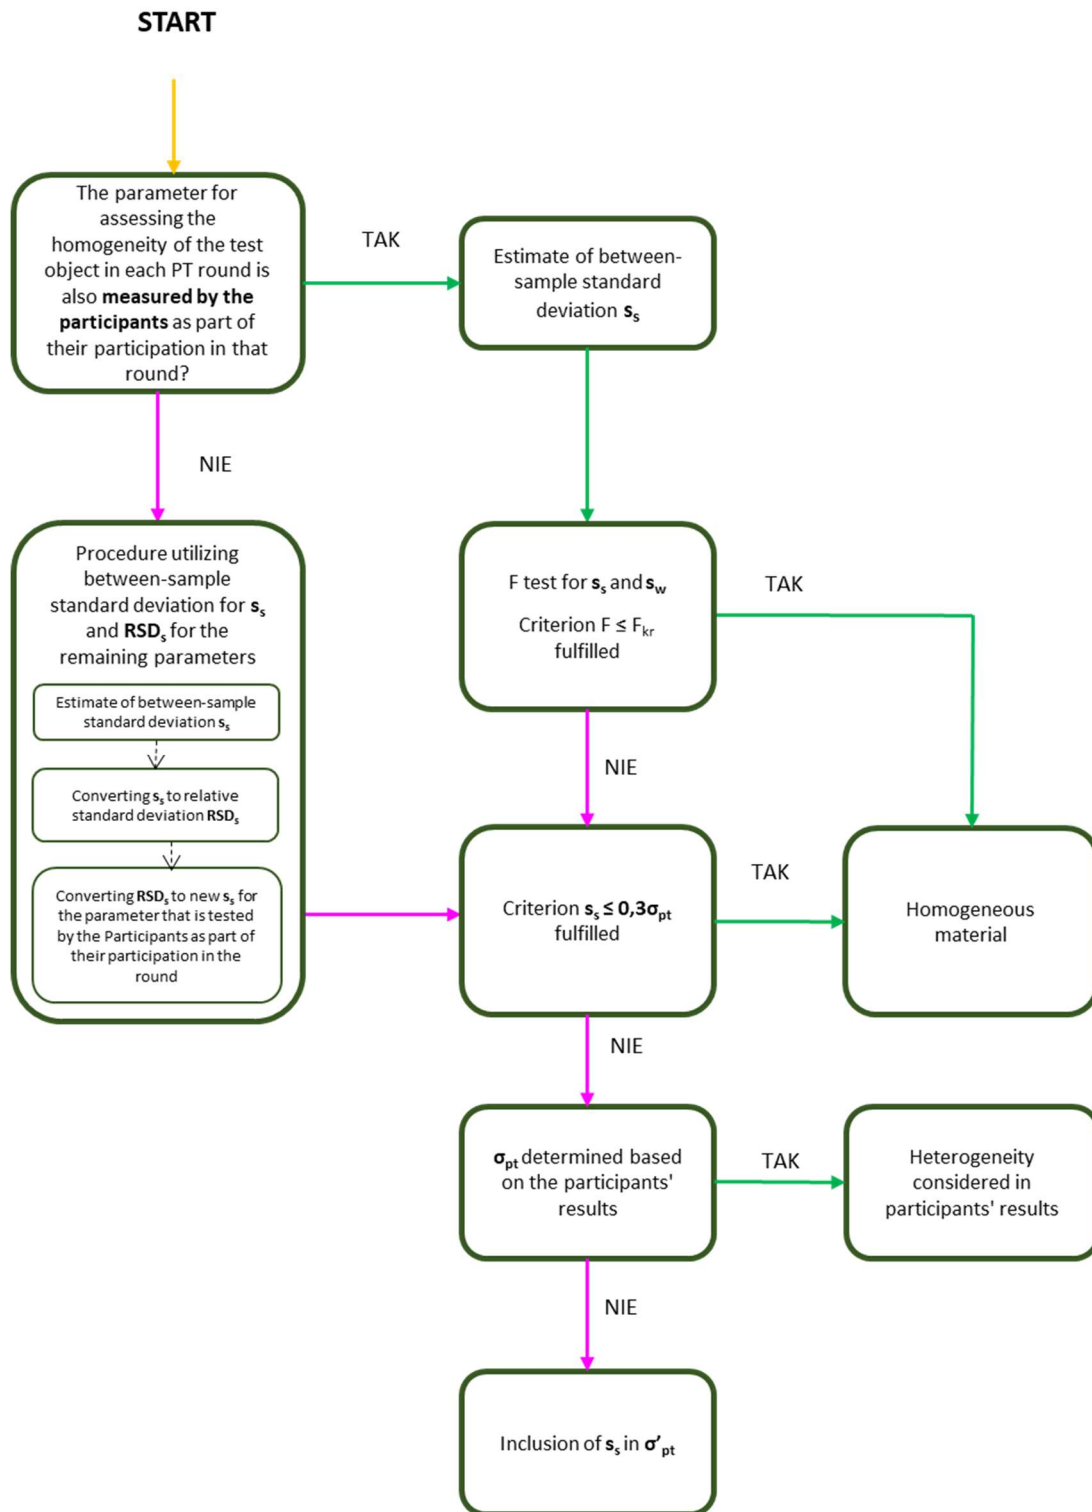 START
The parameter for
assessing the
homogeneity of the test
object in each PT round is
also measured by the
participants as part of
their participation in that
round?
TAK
Estimate of between-
sample standard
deviation sₛ
NIE
Procedure utilizing
between-sample
standard deviation for sₛ
and RSDₛ for the
remaining parameters
Estimate of between-sample
standard deviation sₛ
Converting sₛ to relative
standard deviation RSDₛ
Converting RSDₛ to new sₛ for
the parameter that is tested
by the Participants as part of
their participation in the
round
F test for sₛ and s_w
Criterion F ≤ F_kr
fulfilled
TAK
NIE
Criterion sₛ ≤ 0,3σ_pt
fulfilled
TAK
Homogeneous
material
NIE
σ_pt determined based
on the participants'
results
TAK
Heterogeneity
considered in
participants' results
NIE
Inclusion of sₛ in σ'_pt